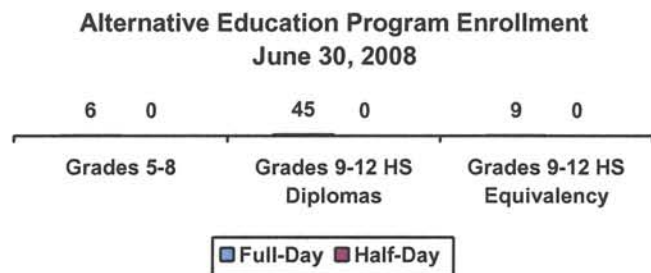 Alternative Education Program Enrollment
June 30, 2008
6 0 45 0 9 0
Grades 5-8 Grades 9-12 HS Grades 9-12 HS
Diplomas Equivalency
Full-Day Half-Day